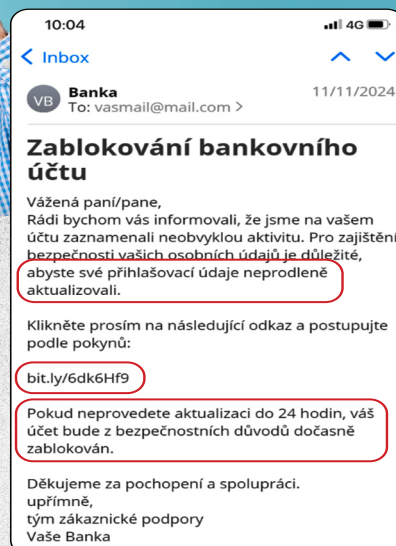 10:04
4G
Inbox
VB
Banka
11/11/2024
To: vasmail@mail.com >
Zablokování bankovního
účtu
Vážená paní/pane,
Rádi bychom vás informovali, že jsme na vašem
účtu zaznamenali neobvyklou aktivitu. Pro zajištění
bezpečnosti vašich osobních údajů je důležité,
abyste své přihlašovací údaje neprodleně
aktualizovali.
Klikněte prosím na následující odkaz a postupujte
podle pokynů:
bit.ly/6dk6Hf9
Pokud neprovedete aktualizaci do 24 hodin, váš
účet bude z bezpečnostních důvodů dočasně
zablokován.
Děkujeme za pochopení a spolupráci.
upřímně,
tým zákaznické podpory
Vaše Banka